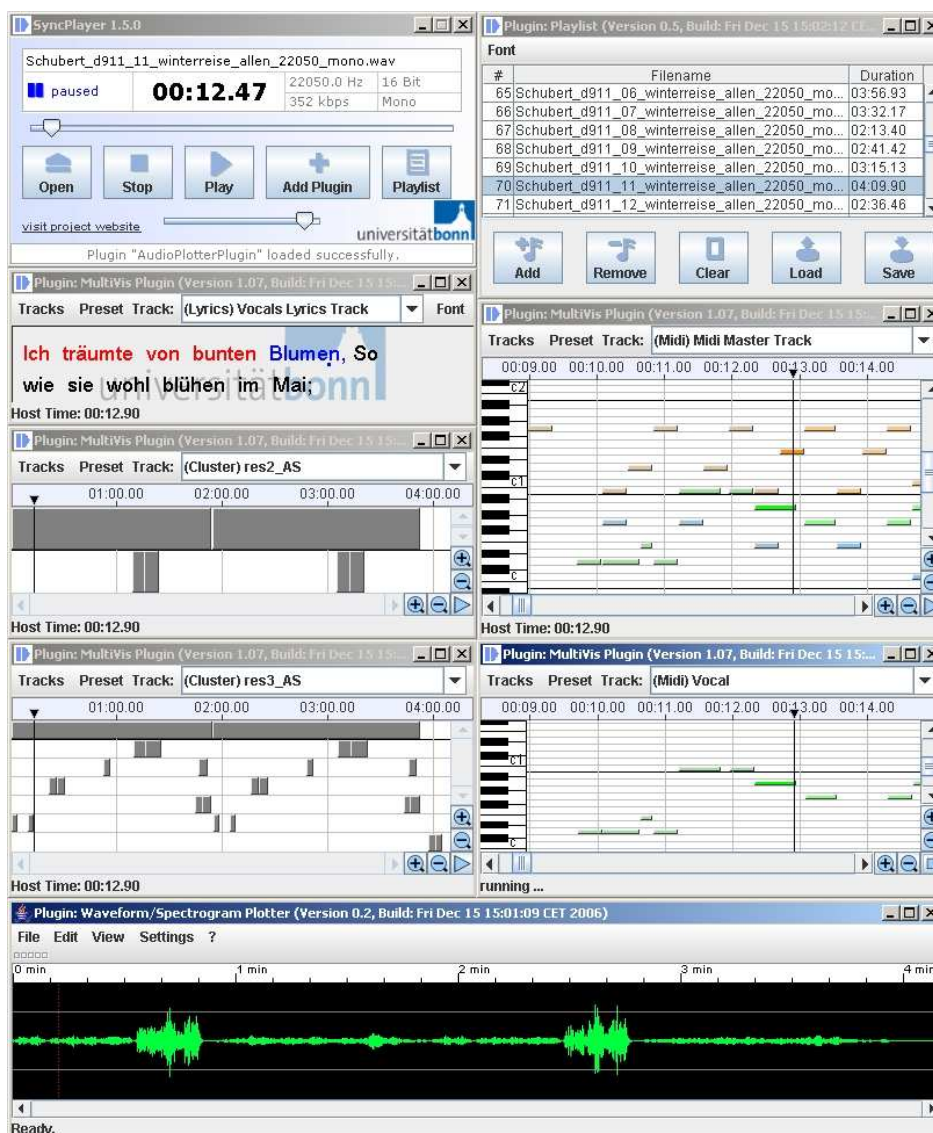 SyncPlayer 1.5.0
Schubert_d911_11_winterreise_allen_22050_mono.wav
paused
00:12.47
22050.0 Hz
16 Bit
352 kbps
Mono
Open
Stop
Play
Add Plugin
Playlist
visit project website
universitätbonn
Plugin "AudioPlotterPlugin" loaded successfully.
Plugin: Playlist (Version 0.5, Build: Fri Dec 15 15:02:12 CE...
Font
# Filename Duration
65 Schubert_d911_06_winterreise_allen_22050_mo... 03:56.93
66 Schubert_d911_07_winterreise_allen_22050_mo... 03:32.17
67 Schubert_d911_08_winterreise_allen_22050_mo... 02:13.40
68 Schubert_d911_09_winterreise_allen_22050_mo... 02:41.42
69 Schubert_d911_10_winterreise_allen_22050_mo... 03:15.13
70 Schubert_d911_11_winterreise_allen_22050_mo... 04:09.90
71 Schubert_d911_12_winterreise_allen_22050_mo... 02:36.46
Add
Remove
Clear
Load
Save
Plugin: MultiVis Plugin (Version 1.07, Build: Fri Dec 15 15:...
Tracks Preset Track: (Lyrics) Vocals Lyrics Track Font
Ich träumte von bunten Blumen, So
wie sie wohl blühen im Mai;
universitätbonn
Host Time: 00:12.90
Plugin: MultiVis Plugin (Version 1.07, Build: Fri Dec 15 15:...
Tracks Preset Track: (Cluster) res2_AS
01:00.00 02:00.00 03:00.00 04:00.00
Host Time: 00:12.90
Plugin: MultiVis Plugin (Version 1.07, Build: Fri Dec 15 15:...
Tracks Preset Track: (Midi) Midi Master Track
00:09.00 00:10.00 00:11.00 00:12.00 00:13.00 00:14.00
C2
C1
C
Host Time: 00:12.90
Plugin: MultiVis Plugin (Version 1.07, Build: Fri Dec 15 15:...
Tracks Preset Track: (Cluster) res3_AS
01:00.00 02:00.00 03:00.00 04:00.00
Host Time: 00:12.90
Plugin: MultiVis Plugin (Version 1.07, Build: Fri Dec 15 15:...
Tracks Preset Track: (Midi) Vocal
00:09.00 00:10.00 00:11.00 00:12.00 00:13.00 00:14.00
C1
C
running ...
Plugin: Waveform/Spectrogram Plotter (Version 0.2, Build: Fri Dec 15 15:01:09 CET 2006)
File Edit View Settings ?
0 min 1 min 2 min 3 min 4 min
Ready.